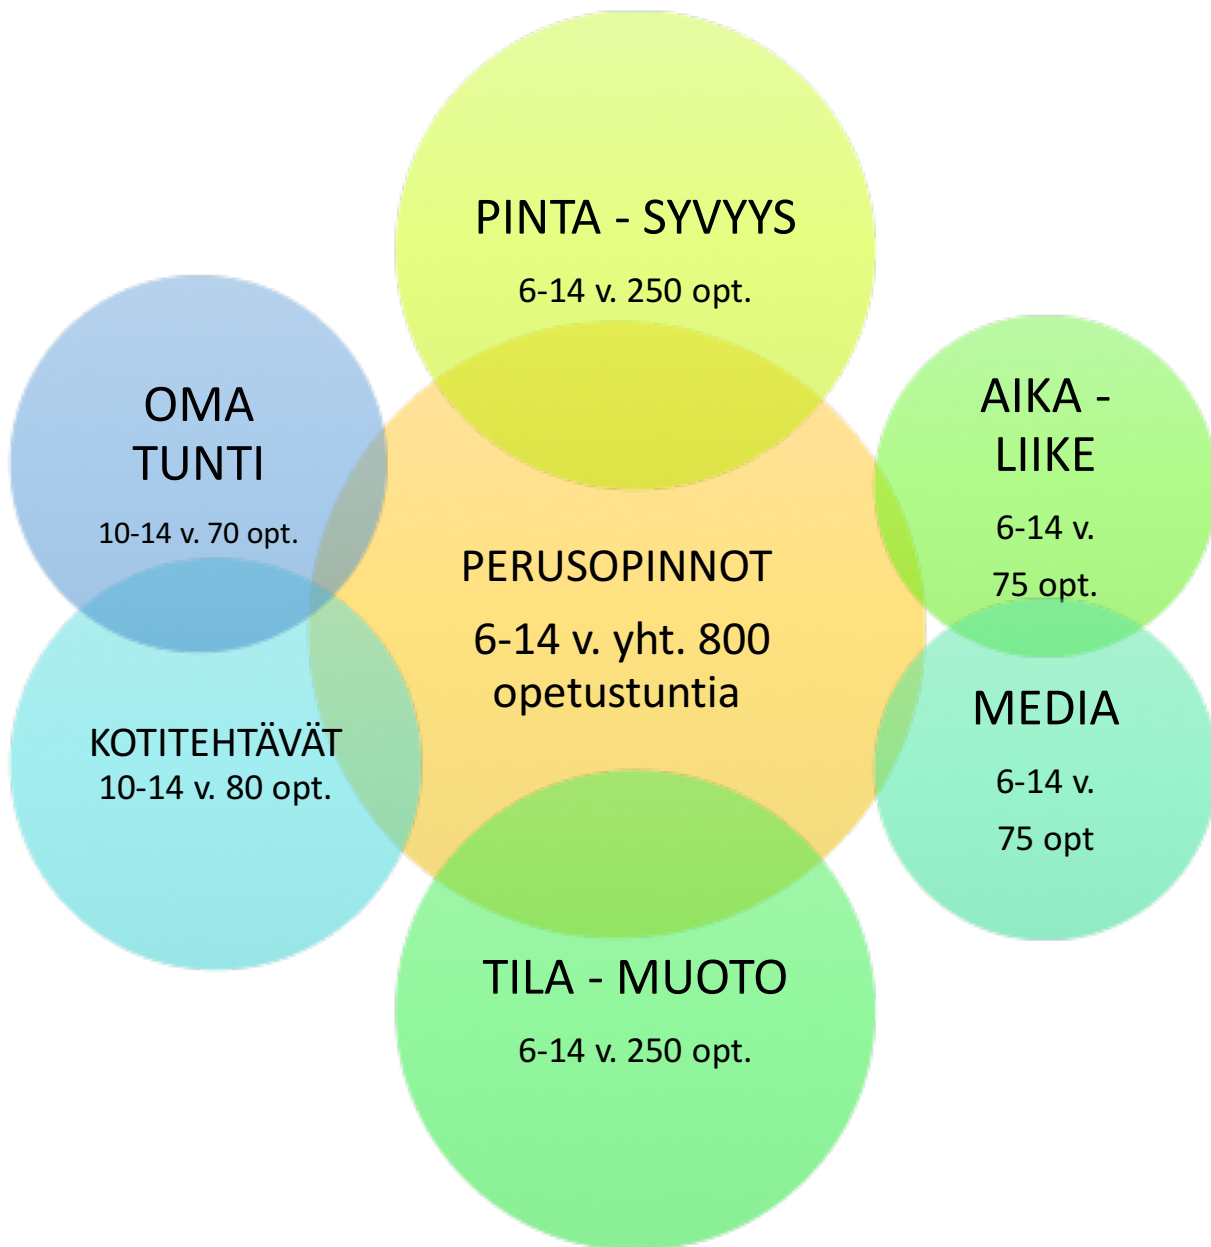 PINTA - SYVYYS
6-14 v. 250 opt.
OMA
TUNTI
10-14 v. 70 opt.
AIKA -
LIIKE
6-14 v.
75 opt.
PERUSOPINNOT
6-14 v. yht. 800
opetustuntia
KOTITEHTÄVÄT
10-14 v. 80 opt.
MEDIA
6-14 v.
75 opt
TILA - MUOTO
6-14 v. 250 opt.